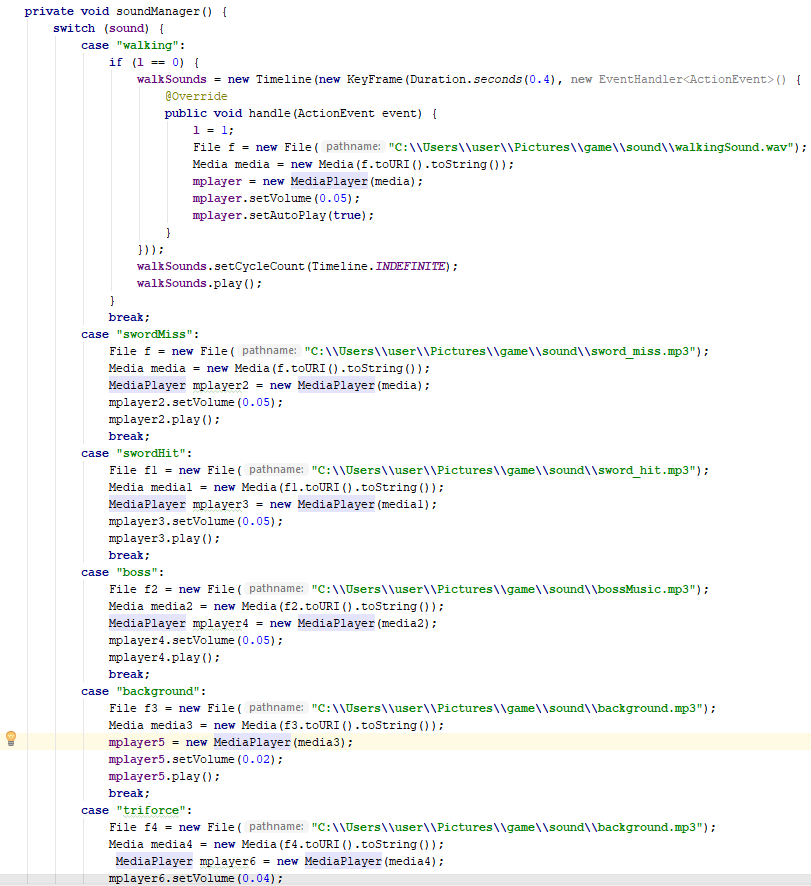 private void soundManager() {
switch (sound) {
case "walking":
if (l == 0) {
walkSounds = new Timeline(new KeyFrame(Duration.seconds(0.4), new EventHandler<ActionEvent>() {
@Override
public void handle(ActionEvent event) {
l = 1;
File f = new File( pathname: "C:\\Users\\user\\Pictures\\game\\sound\\walkingSound.wav");
Media media = new Media(f.toURI().toString());
mplayer = new MediaPlayer(media);
mplayer.setVolume(0.05);
mplayer.setAutoPlay(true);
}
}));
walkSounds.setCycleCount(Timeline.INDEFINITE);
walkSounds.play();
}
break;
case "swordMiss":
File f = new File( pathname: "C:\\Users\\user\\Pictures\\game\\sound\\sword_miss.mp3");
Media media = new Media(f.toURI().toString());
MediaPlayer mplayer2 = new MediaPlayer(media);
mplayer2.setVolume(0.05);
mplayer2.play();
break;
case "swordHit":
File f1 = new File( pathname: "C:\\Users\\user\\Pictures\\game\\sound\\sword_hit.mp3");
Media media1 = new Media(f1.toURI().toString());
MediaPlayer mplayer3 = new MediaPlayer(media1);
mplayer3.setVolume(0.05);
mplayer3.play();
break;
case "boss":
File f2 = new File( pathname: "C:\\Users\\user\\Pictures\\game\\sound\\bossMusic.mp3");
Media media2 = new Media(f2.toURI().toString());
MediaPlayer mplayer4 = new MediaPlayer(media2);
mplayer4.setVolume(0.05);
mplayer4.play();
break;
case "background":
File f3 = new File( pathname: "C:\\Users\\user\\Pictures\\game\\sound\\background.mp3");
Media media3 = new Media(f3.toURI().toString());
mplayer5 = new MediaPlayer(media3);
mplayer5.setVolume(0.02);
mplayer5.play();
break;
case "triforce":
File f4 = new File( pathname: "C:\\Users\\user\\Pictures\\game\\sound\\background.mp3");
Media media4 = new Media(f4.toURI().toString());
MediaPlayer mplayer6 = new MediaPlayer(media4);
mplayer6.setVolume(0.04);